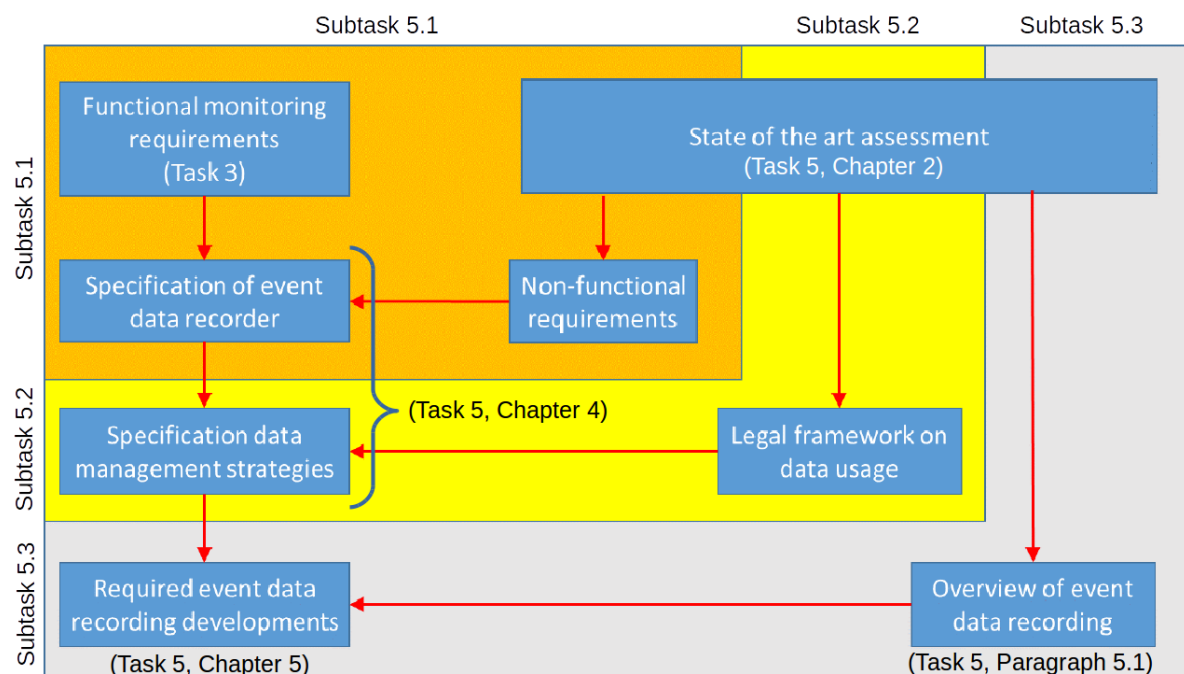 Subtask 5.1
Subtask 5.2
Subtask 5.3
Subtask 5.1
Functional monitoring
requirements
(Task 3)
State of the art assessment
(Task 5, Chapter 2)
Specification of event
data recorder
Non-functional
requirements
Subtask 5.2
(Task 5, Chapter 4)
Specification data
management strategies
Legal framework on
data usage
Subtask 5.3
Required event data
recording developments
(Task 5, Chapter 5)
Overview of event
data recording
(Task 5, Paragraph 5.1)